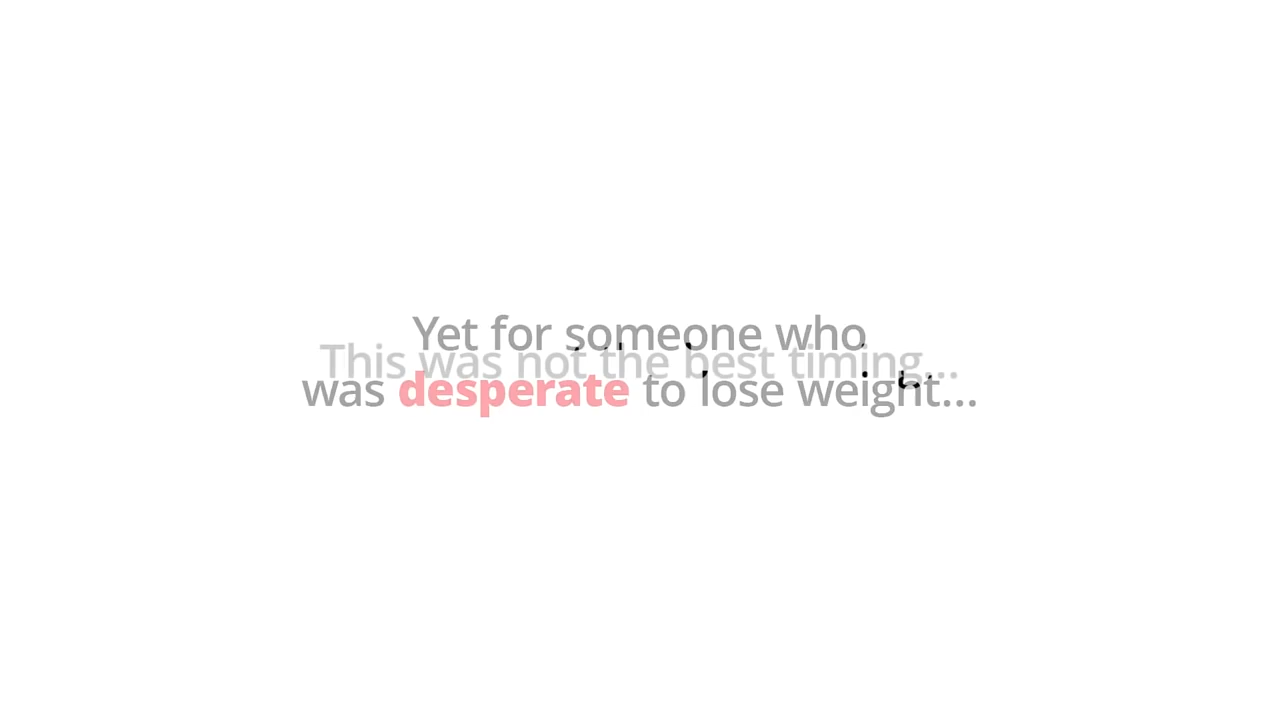 Yet for someone who
This was not the best timing...
was desperate to lose weight...